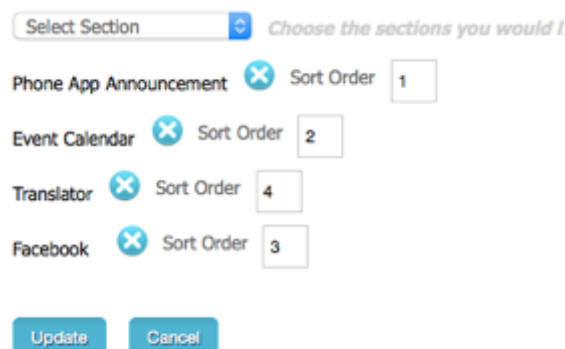 Select Section Choose the sections you would
Phone App Announcement Sort Order 1
Event Calendar Sort Order 2
Translator Sort Order 4
Facebook Sort Order 3
Update Cancel